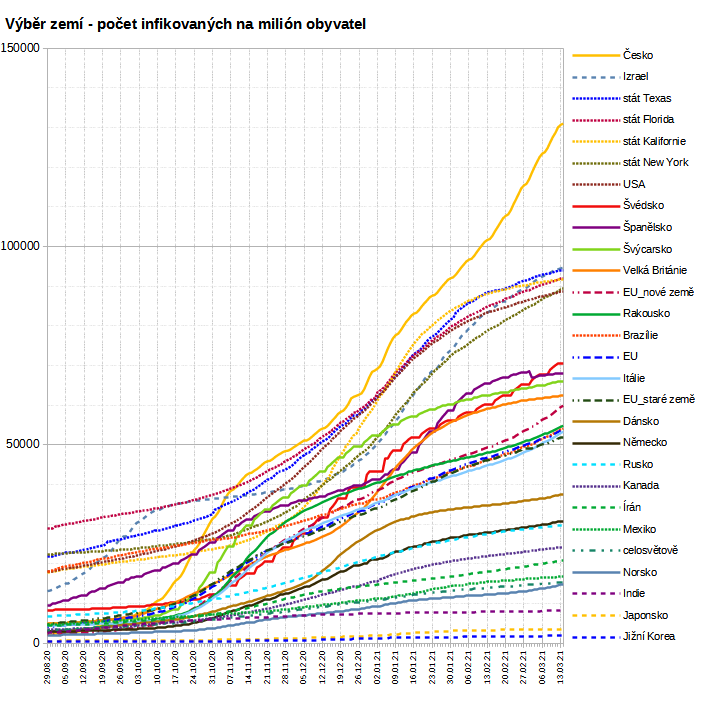 Výběr zemí - počet infikovaných na milión obyvatel
150000
100000
50000
0
Česko
Izrael
stát Texas
stát Florida
stát Kalifornie
stát New York
USA
Švédsko
Španělsko
Švýcarsko
Velká Británie
EU_nové země
Rakousko
Brazílie
EU
Itálie
EU_staré země
Dánsko
Německo
Rusko
Kanada
Írán
Mexiko
celosvětově
Norsko
Indie
Japonsko
Jižní Korea
29.08.20
05.09.20
12.09.20
19.09.20
26.09.20
03.10.20
10.10.20
17.10.20
24.10.20
31.10.20
07.11.20
14.11.20
21.11.20
28.11.20
05.12.20
12.12.20
19.12.20
26.12.20
02.01.21
09.01.21
16.01.21
23.01.21
30.01.21
06.02.21
13.02.21
20.02.21
27.02.21
06.03.21
13.03.21